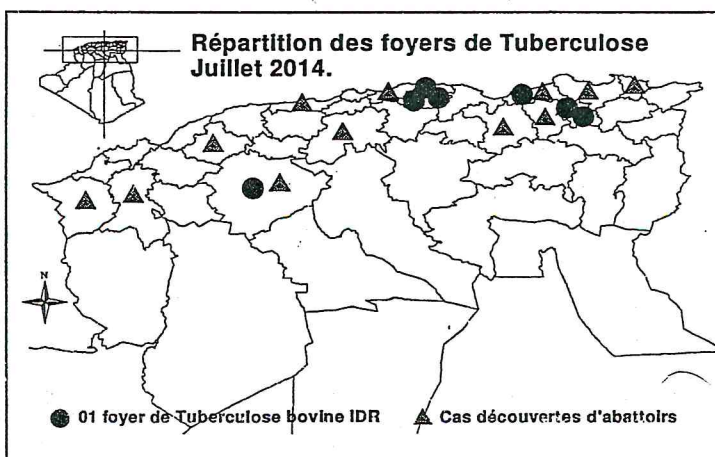 Répartition des foyers de Tuberculose
Juillet 2014.
N
01 foyer de Tuberculose bovine IDR
Cas découvertes d'abattoirs